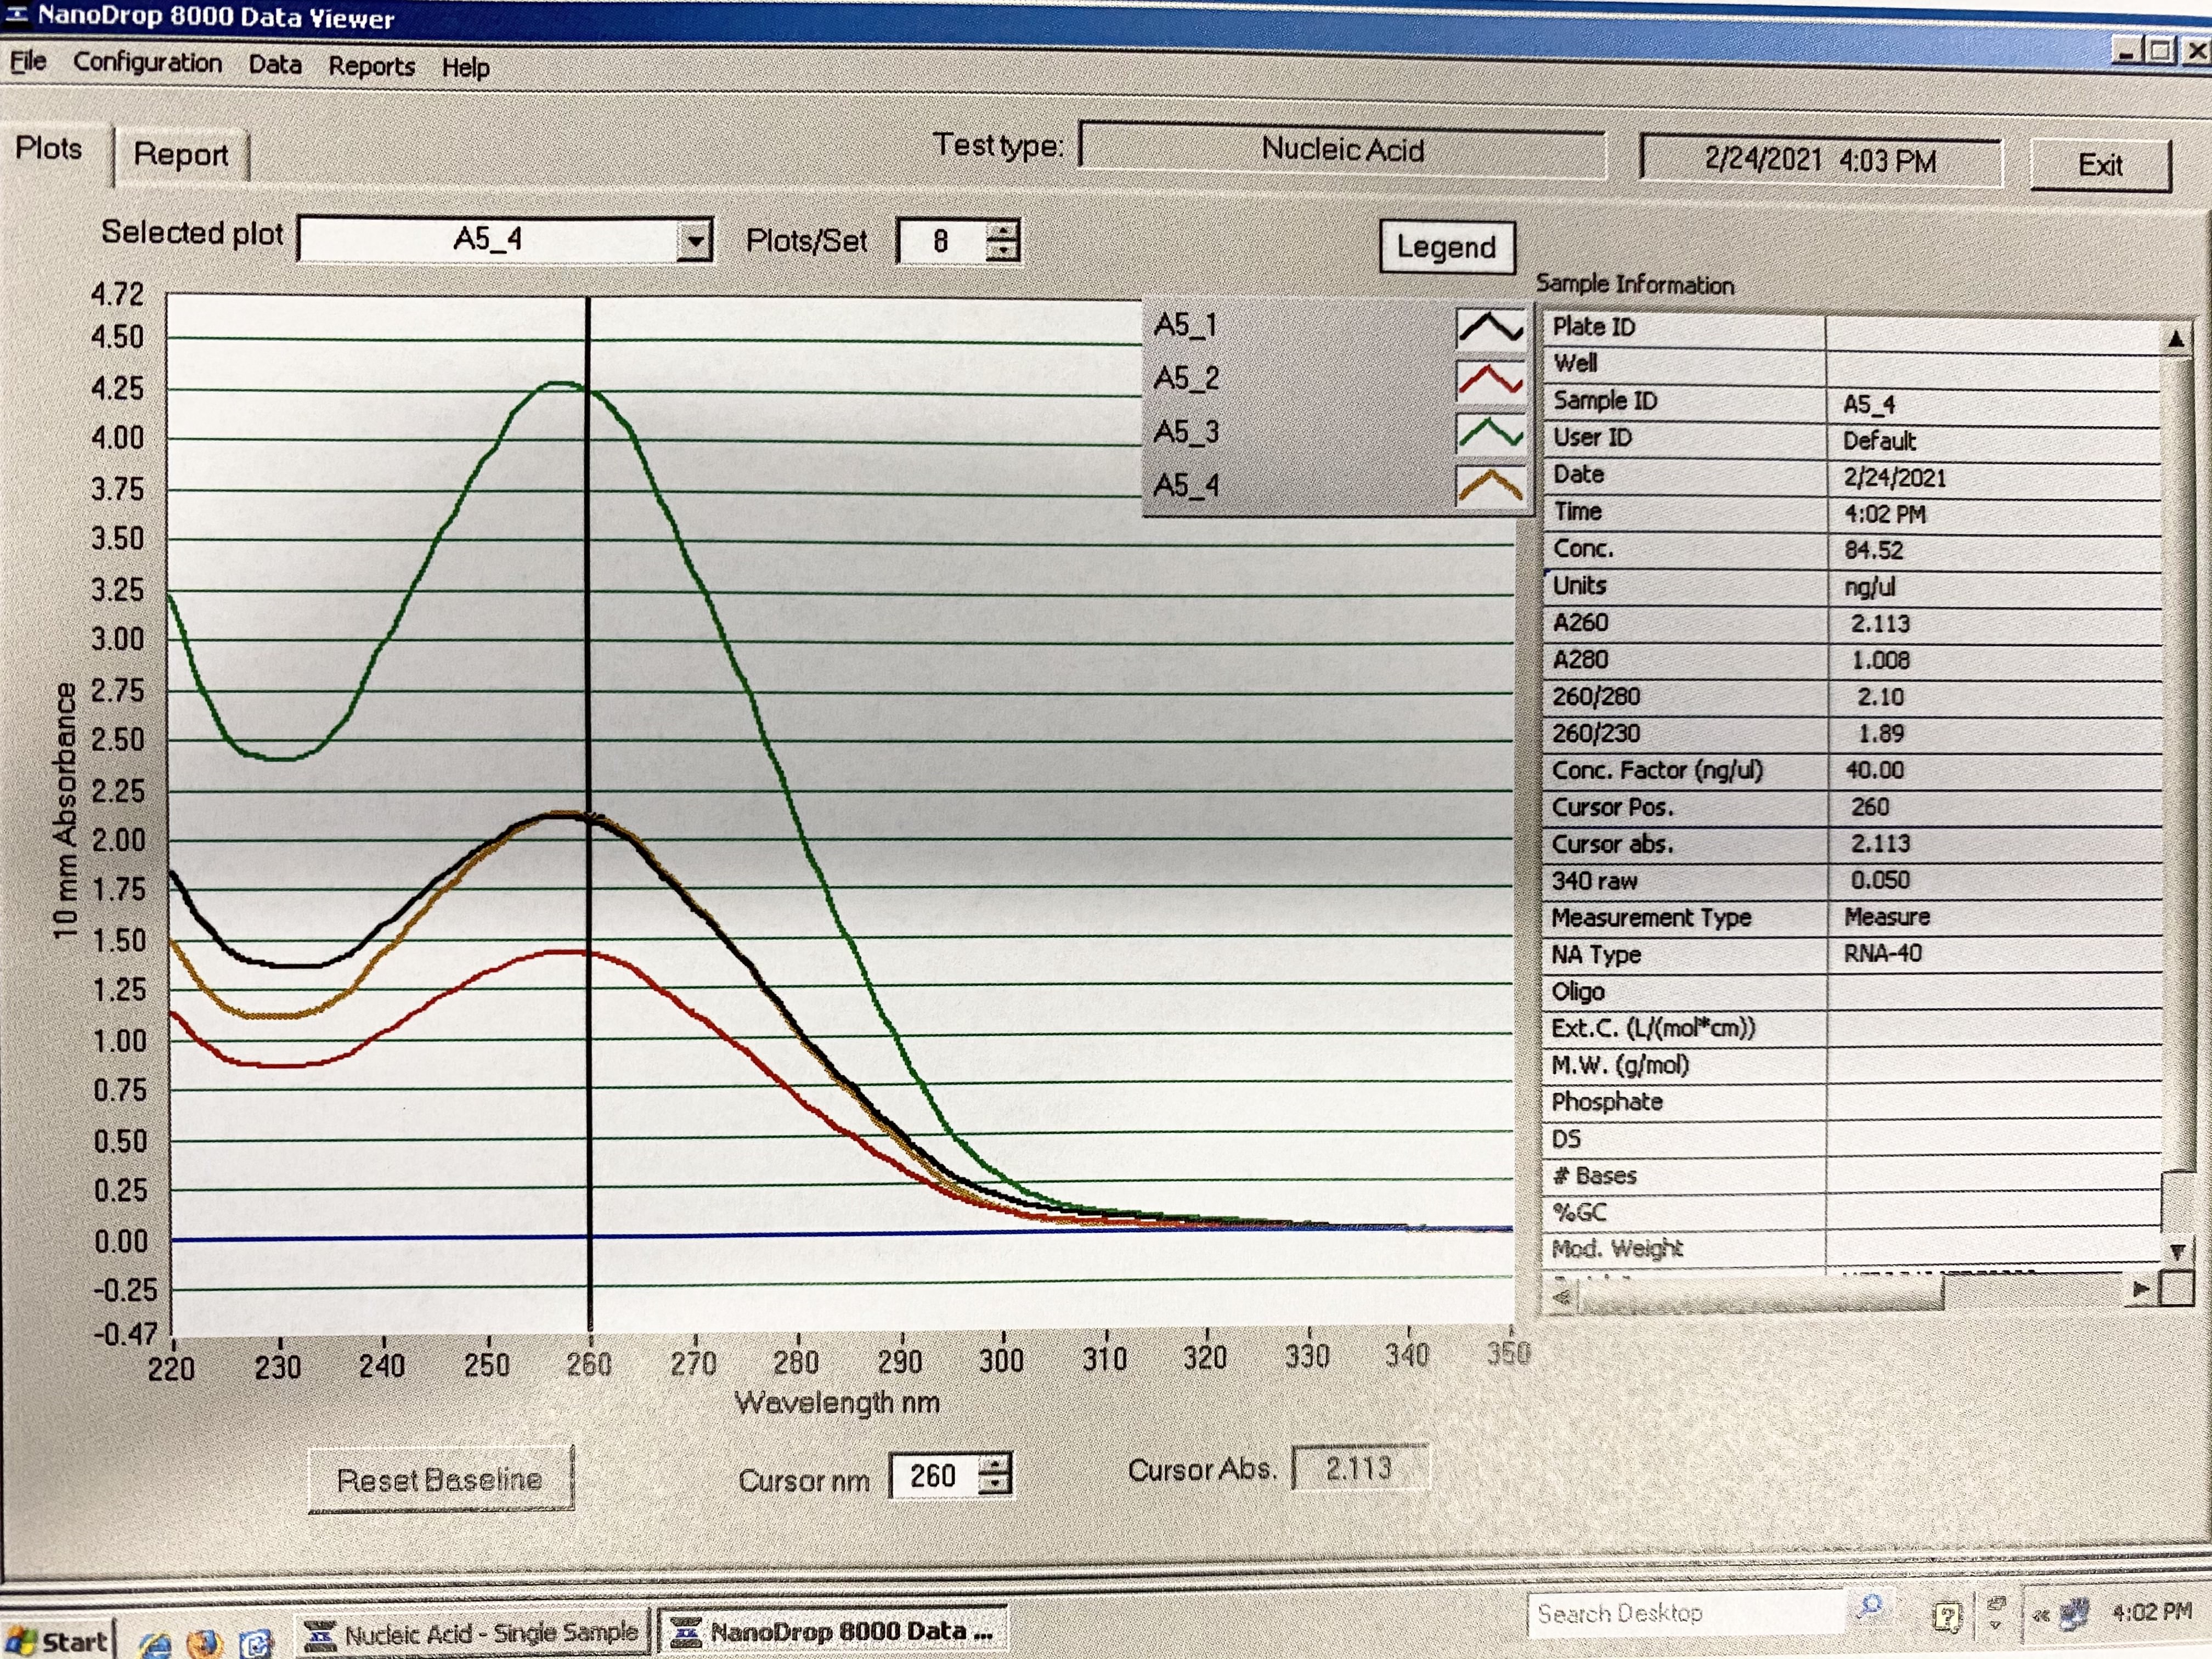 NanoDrop 8000 Data Viewer
File Configuration Data Reports Help
Plots Report Test type: Nucleic Acid 2/24/2021 4:03 PM Exit
Selected plot A5_4 Plots/Set 8 Legend
Sample Information
A5_1
A5_2
A5_3
A5_4
4.72
4.50
4.25
4.00
3.75
3.50
3.25
3.00
2.75
2.50
2.25
2.00
1.75
1.50
1.25
1.00
0.75
0.50
0.25
0.00
-0.25
-0.47
10 mm Absorbance
220 230 240 250 260 270 280 290 300 310 320 330 340 350
Wavelength nm
Plate ID
Well
Sample ID A5_4
User ID Default
Date 2/24/2021
Time 4:02 PM
Conc. 84.52
Units ng/ul
A260 2.113
A280 1.008
260/280 2.10
260/230 1.89
Conc. Factor (ng/ul) 40.00
Cursor Pos. 260
Cursor abs. 2.113
340 raw 0.050
Measurement Type Measure
NA Type RNA-40
Oligo
Ext.C. (L/(mol*cm))
M.W. (g/mol)
Phosphate
DS
# Bases
%GC
Mod. Weight
Reset Baseline Cursor nm 260 Cursor Abs. 2.113
Start Nucleic Acid - Single Sample NanoDrop 8000 Data ... Search Desktop 4:02 PM